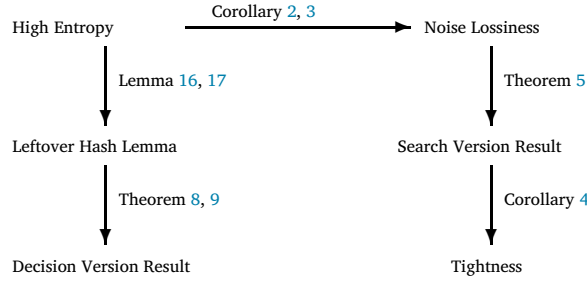 Corollary 2, 3
High Entropy
Noise Lossiness
Lemma 16, 17
Theorem 5
Leftover Hash Lemma
Search Version Result
Theorem 8, 9
Corollary 4
Decision Version Result
Tightness